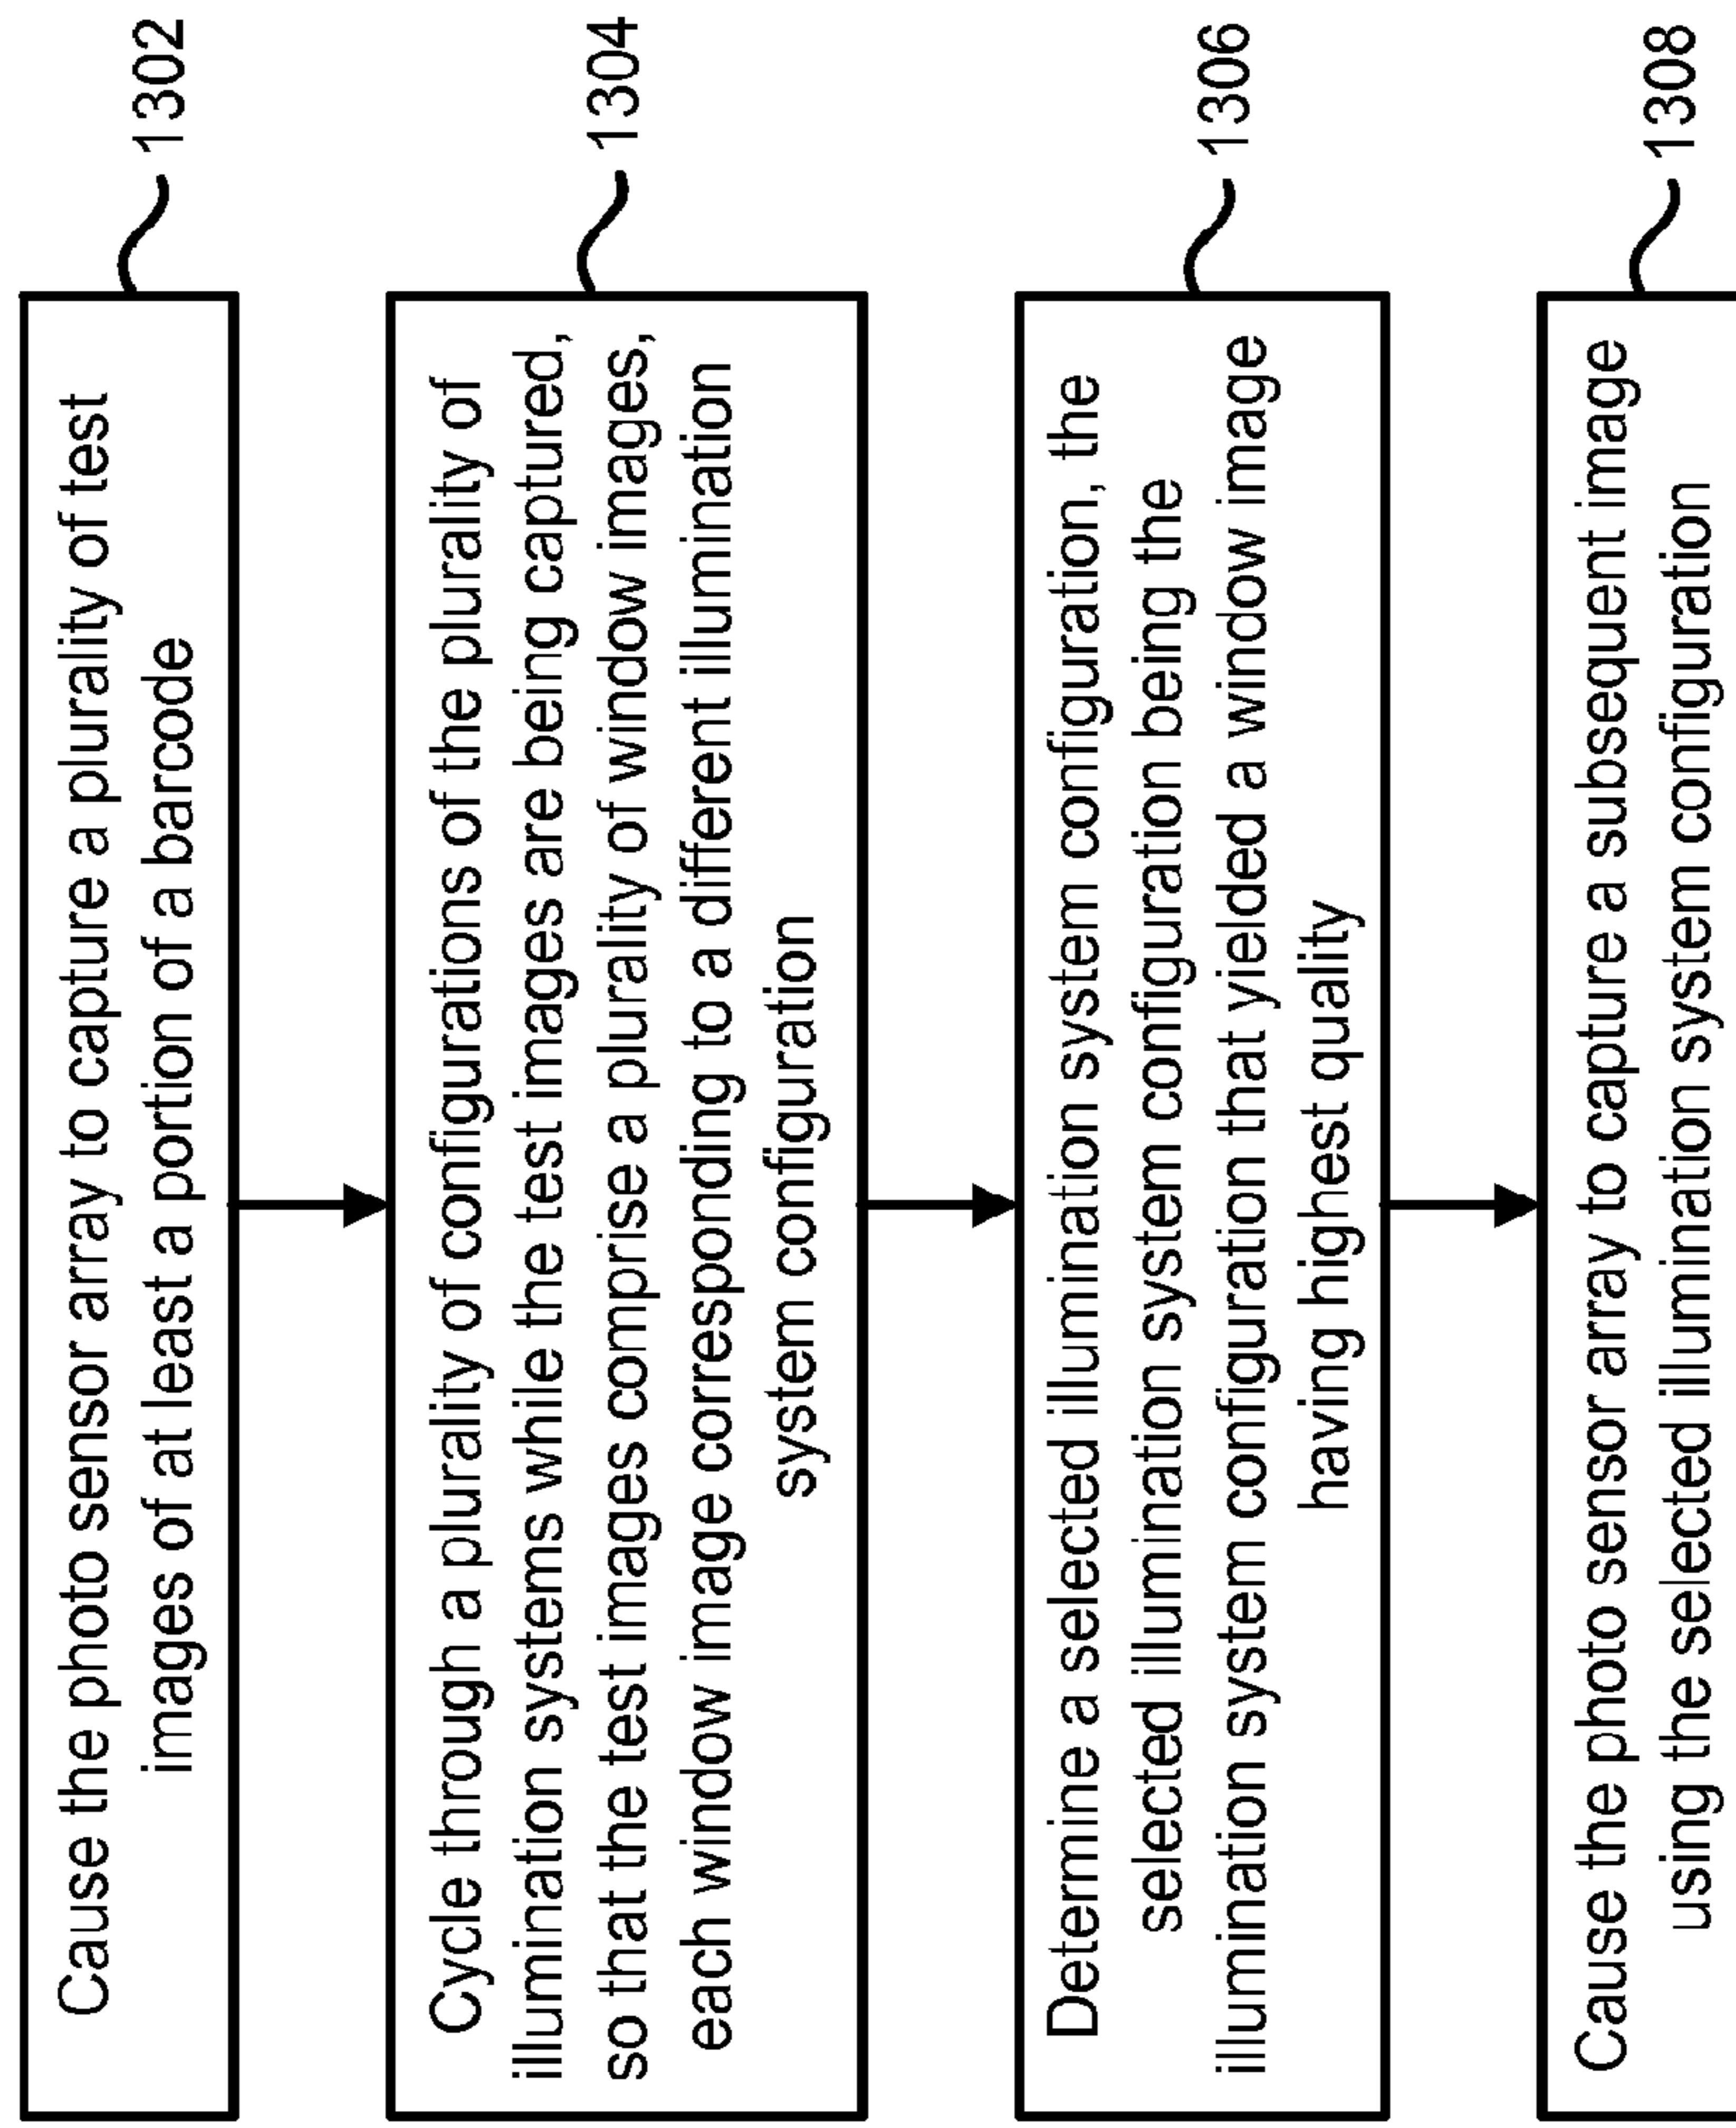 Cause the photo sensor array to capture a plurality of test
images of at least a portion of a barcode
1302
Cycle through a plurality of configurations of the plurality of
illumination systems while the test images are being captured,
so that the test images comprise a plurality of window images,
each window image corresponding to a different illumination
system configuration
1304
Determine a selected illumination system configuration, the
selected illumination system configuration being the
illumination system configuration that yielded a window image
having highest quality
1306
Cause the photo sensor array to capture a subsequent image
using the selected illumination system configuration
1308